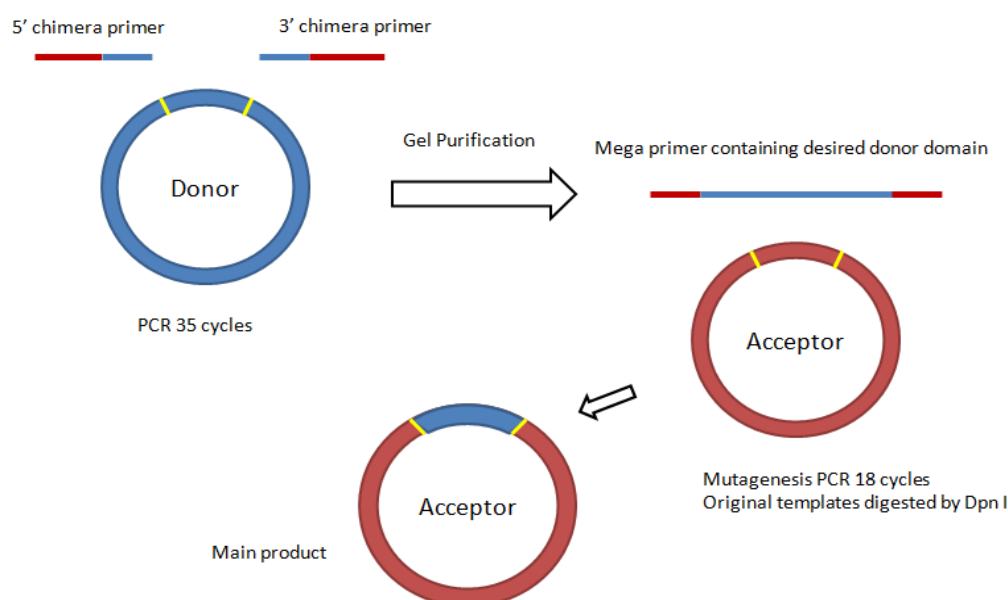 5’ chimera primer
3’ chimera primer
Donor
PCR 35 cycles
Gel Purification
Mega primer containing desired donor domain
Acceptor
Mutagenesis PCR 18 cycles
Original templates digested by Dpn I
Acceptor
Main product